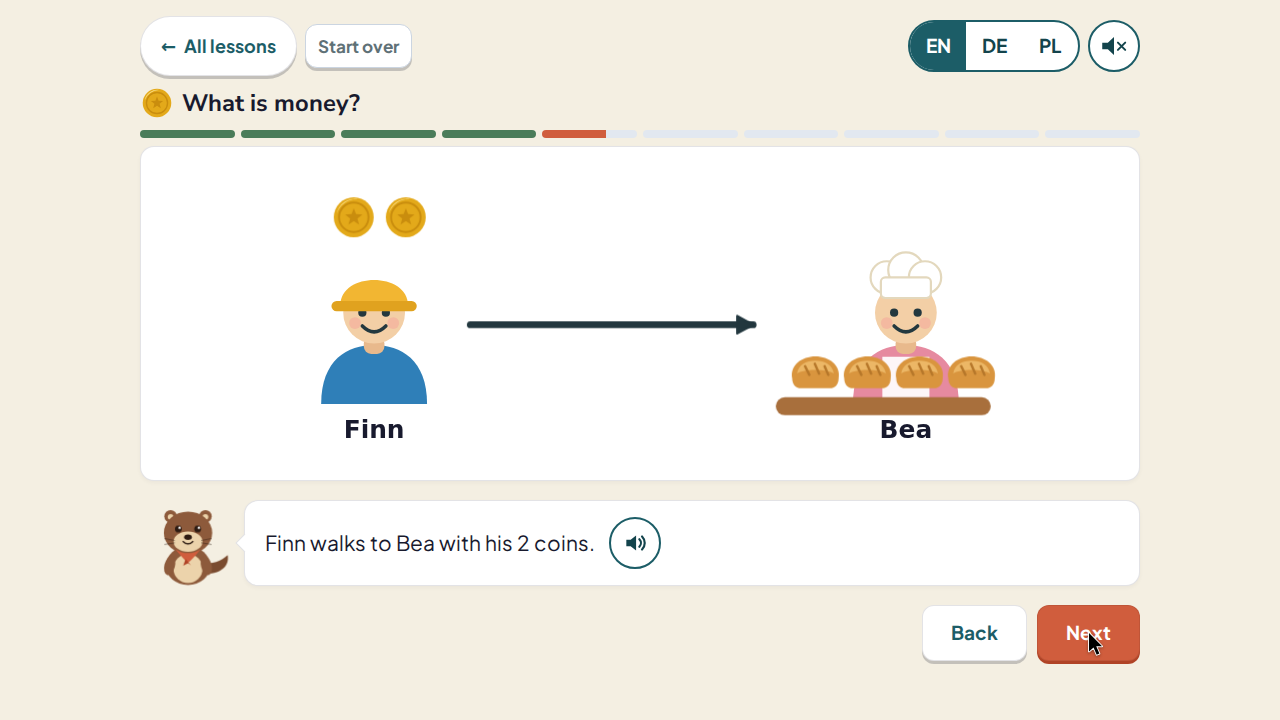 ← All lessons
Start over
EN DE PL
What is money?
Finn
Bea
Finn walks to Bea with his 2 coins.
Back
Next